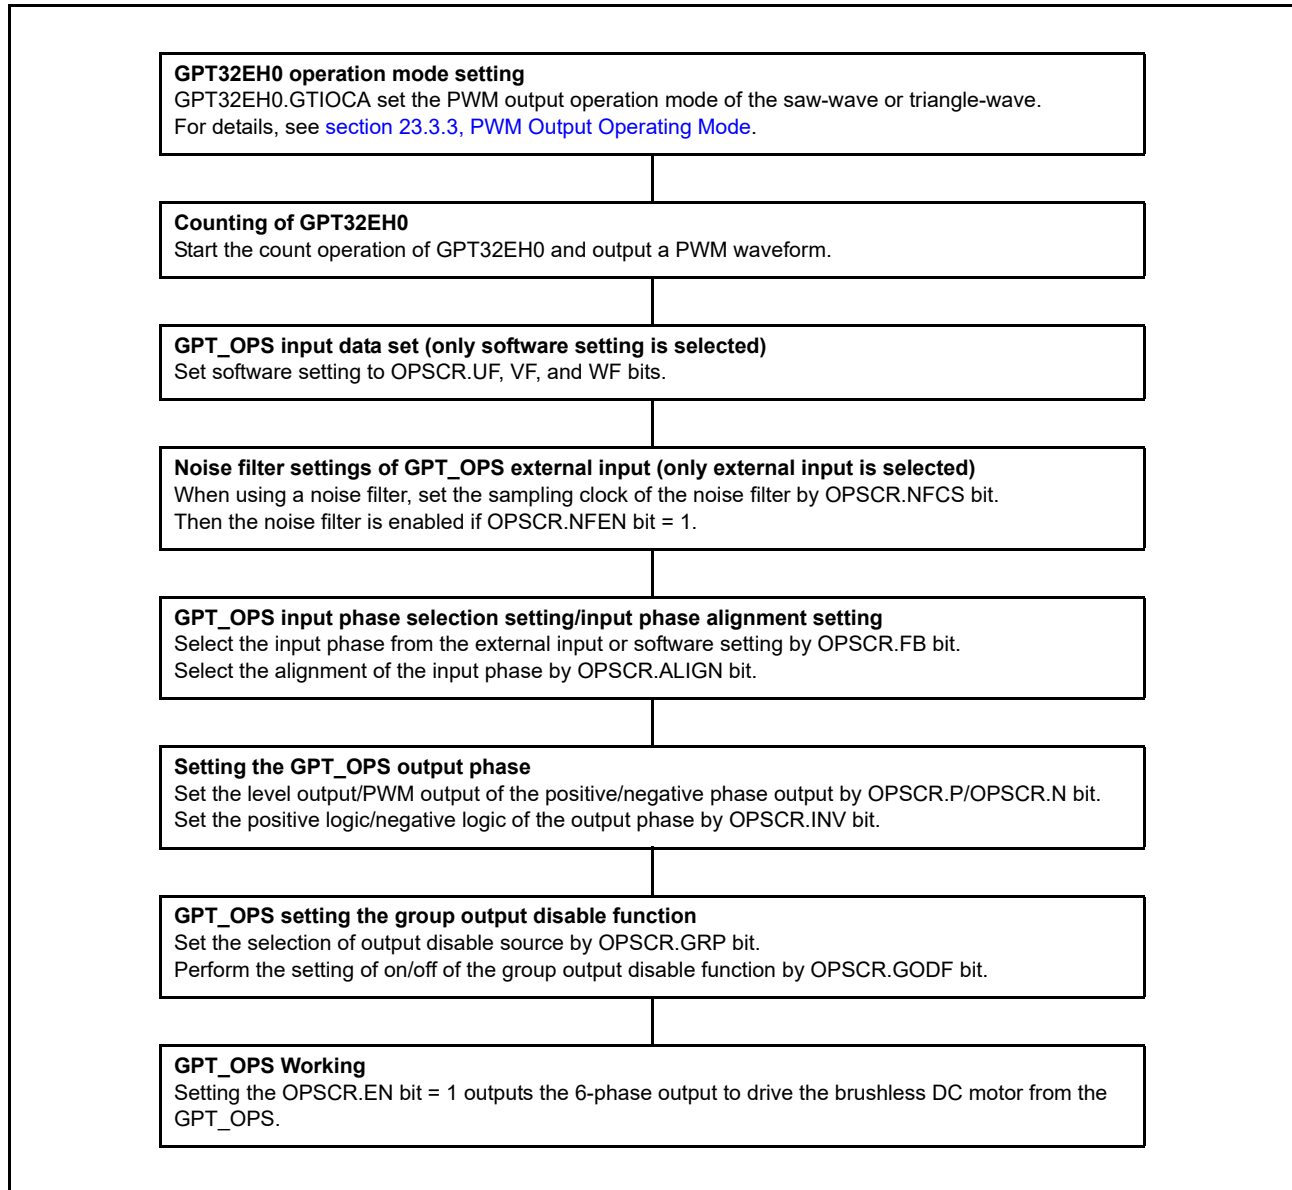 GPT32EH0 operation mode setting
GPT32EH0.GTIOCA set the PWM output operation mode of the saw-wave or triangle-wave.
For details, see section 23.3.3, PWM Output Operating Mode.
Counting of GPT32EH0
Start the count operation of GPT32EH0 and output a PWM waveform.
GPT_OPS input data set (only software setting is selected)
Set software setting to OPSCR.UF, VF, and WF bits.
Noise filter settings of GPT_OPS external input (only external input is selected)
When using a noise filter, set the sampling clock of the noise filter by OPSCR.NFCS bit.
Then the noise filter is enabled if OPSCR.NFEN bit = 1.
GPT_OPS input phase selection setting/input phase alignment setting
Select the input phase from the external input or software setting by OPSCR.FB bit.
Select the alignment of the input phase by OPSCR.ALIGN bit.
Setting the GPT_OPS output phase
Set the level output/PWM output of the positive/negative phase output by OPSCR.P/OPSCR.N bit.
Set the positive logic/negative logic of the output phase by OPSCR.INV bit.
GPT_OPS setting the group output disable function
Set the selection of output disable source by OPSCR.GRP bit.
Perform the setting of on/off of the group output disable function by OPSCR.GODF bit.
GPT_OPS Working
Setting the OPSCR.EN bit = 1 outputs the 6-phase output to drive the brushless DC motor from the
GPT_OPS.